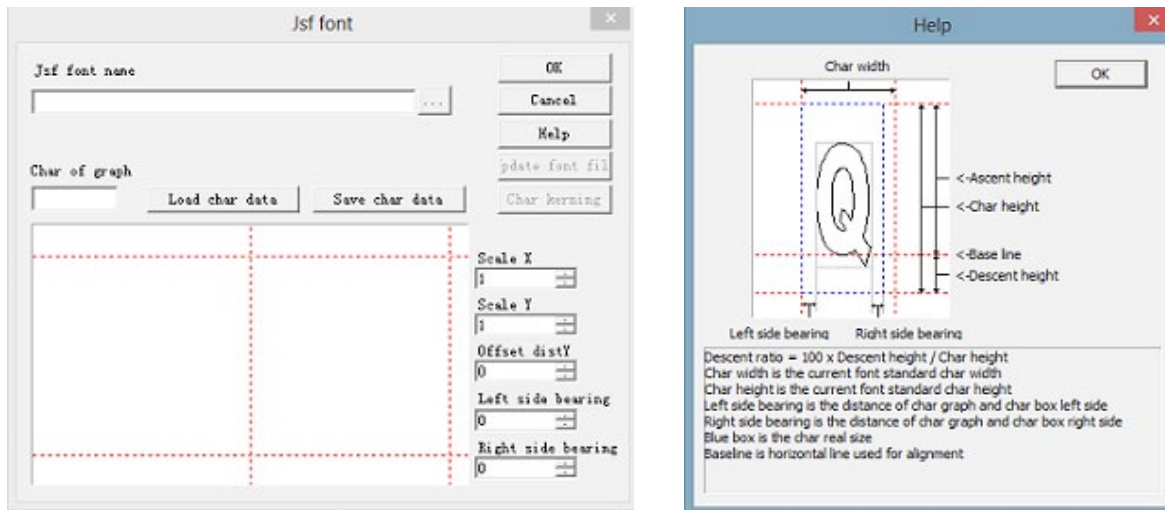 Jsf font
Jsf font name
...
OK
Cancel
Help
pdate font fil
Char kerning
Char of graph
Load char data
Save char data
Scale X
1
Scale Y
1
Offset distY
0
Left side bearing
0
Right side bearing
0
Help
OK
Char width
Q
<-Ascent height
<-Char height
<-Base line
<-Descent height
Left side bearing
Right side bearing
Descent ratio = 100 x Descent height / Char height
Char width is the current font standard char width
Char height is the current font standard char height
Left side bearing is the distance of char graph and char box left side
Right side bearing is the distance of char graph and char box right side
Blue box is the char real size
Baseline is horizontal line used for alignment